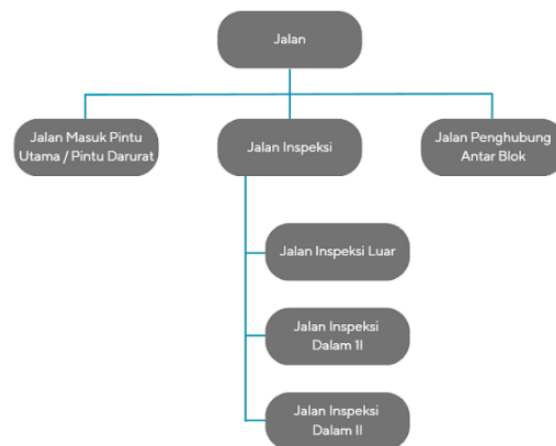 Jalan
Jalan Masuk Pintu
Utama / Pintu Darurat
Jalan Inspeksi
Jalan Penghubung
Antar Blok
Jalan Inspeksi Luar
Jalan Inspeksi
Dalam 1I
Jalan Inspeksi
Dalam II